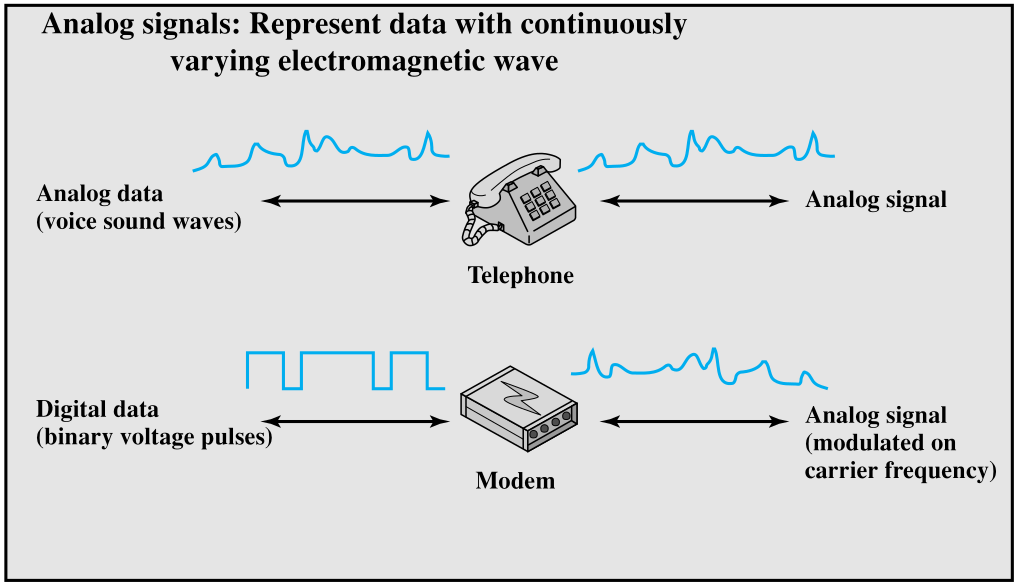 Analog signals: Represent data with continuously
varying electromagnetic wave
Analog data
(voice sound waves)
Analog signal
Telephone
Digital data
(binary voltage pulses)
Analog signal
(modulated on
carrier frequency)
Modem